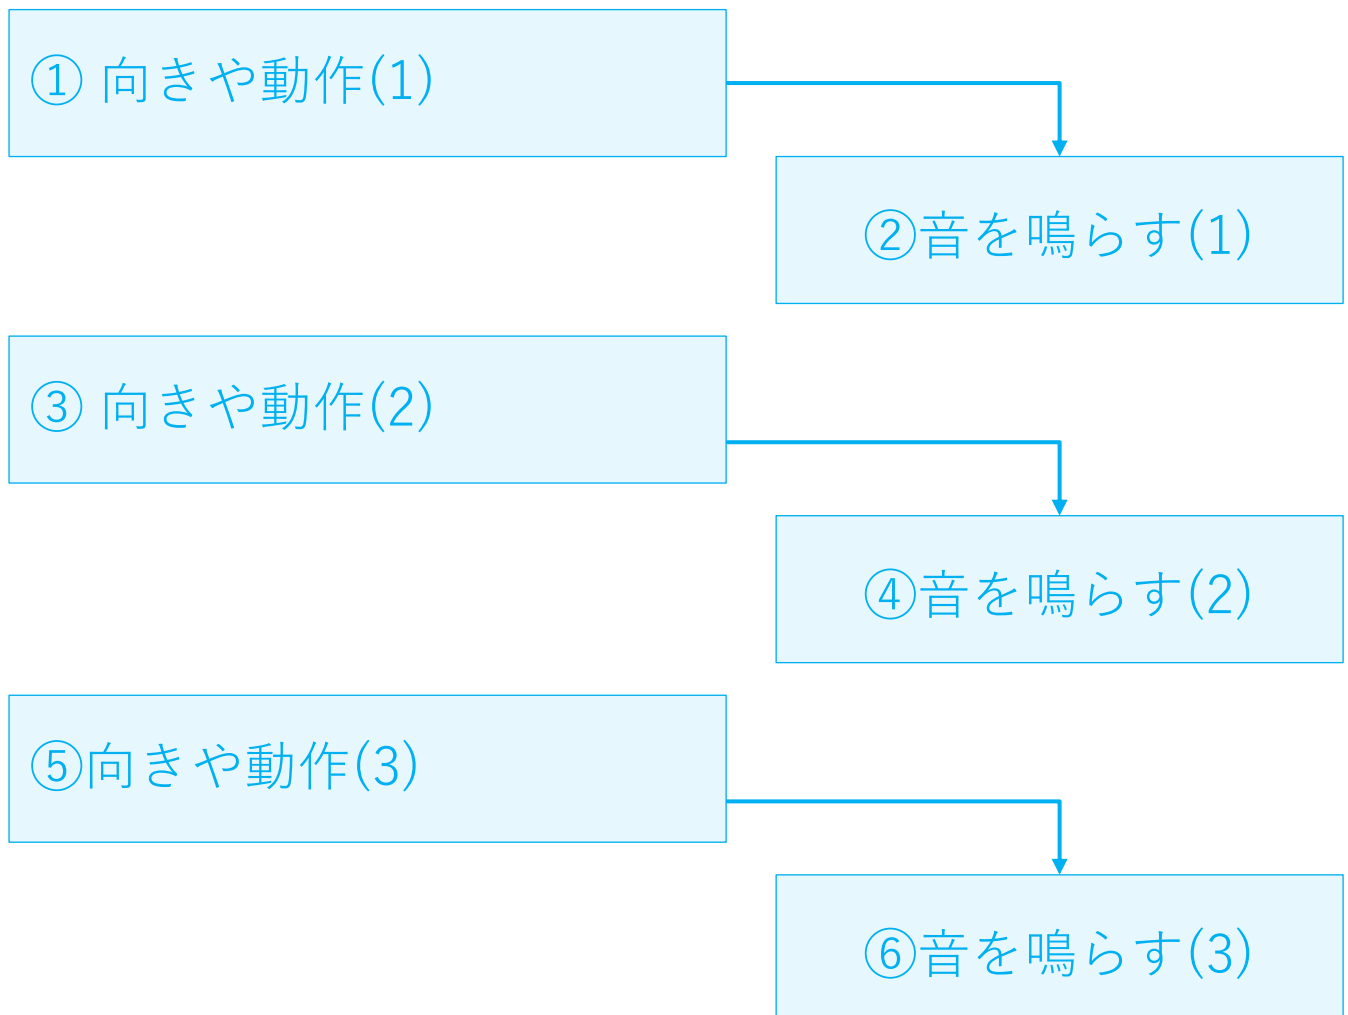 ① 向きや動作(1)
②音を鳴らす(1)
③ 向きや動作(2)
④音を鳴らす(2)
⑤向きや動作(3)
⑥音を鳴らす(3)